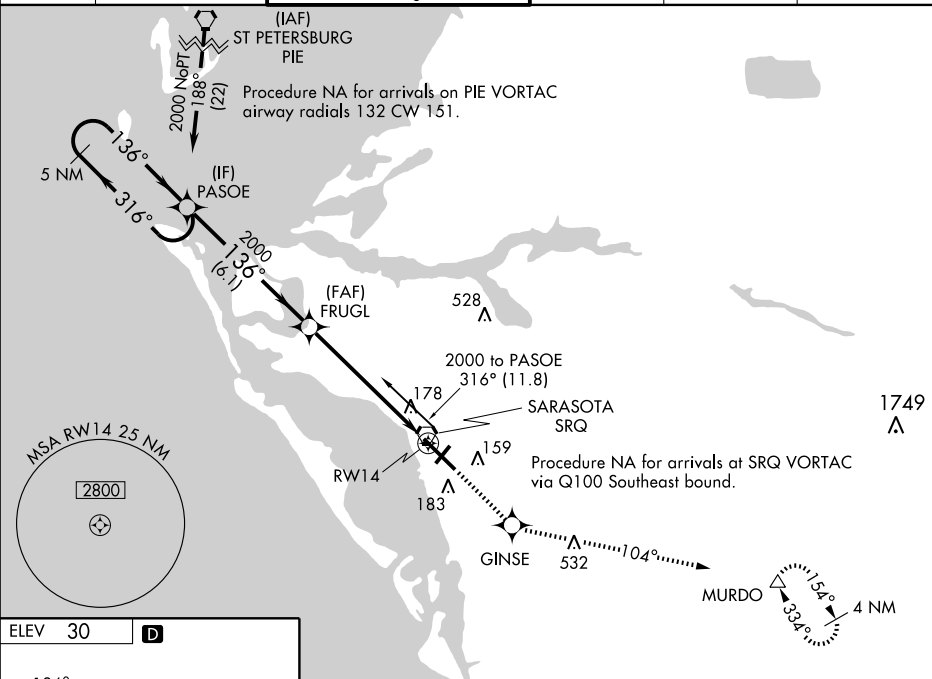 (IAF)
ST PETERSBURG
PIE
2000 NoPT
188°
(22)
Procedure NA for arrivals on PIE VORTAC
airway radials 132 CW 151.
136°
5 NM
316°
(IF)
PASOE
2000
136°
(6.1)
(FAF)
FRUGL
528
2000 to PASOE
316° (11.8)
178
SARASOTA
SRQ
1749
MSA RW14 25 NM
2800
RW14
159
Procedure NA for arrivals at SRQ VORTAC
via Q100 Southeast bound.
183
GINSE
532
104°
MURDO
154°
334°
4 NM
ELEV 30
D